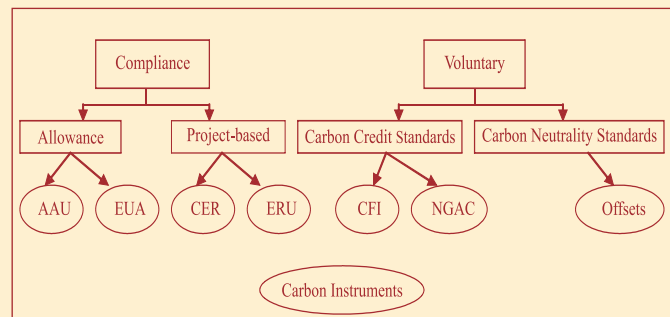 Compliance
Voluntary
Allowance
Project-based
Carbon Credit Standards
Carbon Neutrality Standards
AAU
EUA
CER
ERU
CFI
NGAC
Offsets
Carbon Instruments